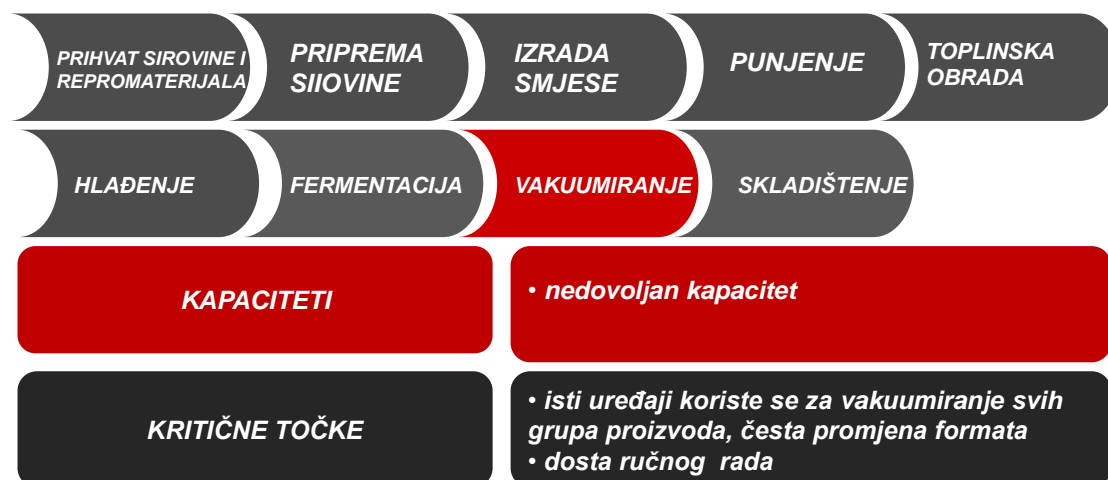 PRIHVAT SIROVINE I
REPROMATERIJALA
PRIPREMA
SIIOVINE
IZRADA
SMJESE
PUNJENJE
TOPLINSKA
OBRADA
HLAĐENJE
FERMENTACIJA
VAKUUMIRANJE
SKLADIŠTENJE
KAPACITETI
• nedovoljan kapacitet
KRITIČNE TOČKE
• isti uređaji koriste se za vakuumiranje svih
grupa proizvoda, česta promjena formata
• dosta ručnog  rada